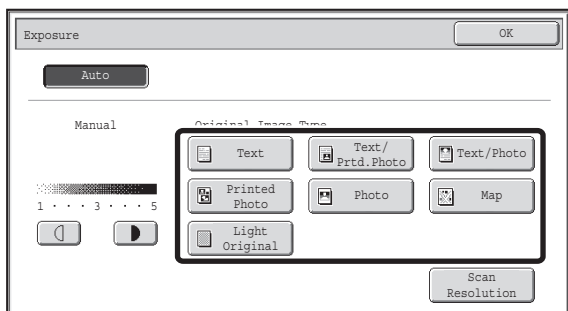 Exposure
OK
Auto
Manual
Original Image Type
Text
Text/
Prtd.Photo
Text/Photo
Printed
Photo
Photo
Map
1 · · · 3 · · · 5
Light
Original
Scan
Resolution